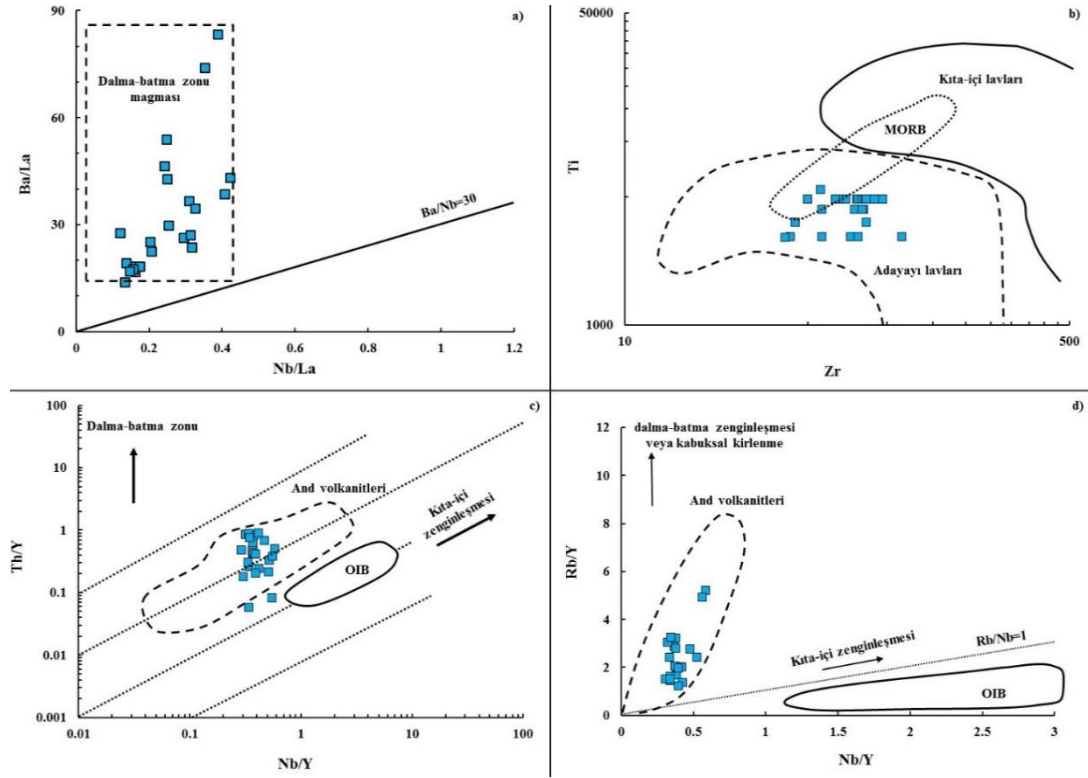 a)
90
60
30
0
Ba/La
Dalma-batma zonu
magması
Ba/Nb=30
0
0.2
0.4
0.6
0.8
1
1.2
Nb/La
b)
50000
1000
Ti
Kıta-içi lavları
MORB
Adayayı lavları
10
500
Zr
c)
100
10
1
0.1
0.01
0.001
Th/Y
Dalma-batma zonu
And volkanitleri
Kıta-içi
zenginleşmesi
OIB
0.01
0.1
1
10
100
Nb/Y
d)
dalma-batma zenginleşmesi
veya kabuksal kirlenme
12
10
8
6
4
2
0
Rb/Y
And volkanitleri
Kıta-içi zenginleşmesi
Rb/Nb=1
OIB
0
0.5
1
1.5
2
2.5
3
Nb/Y